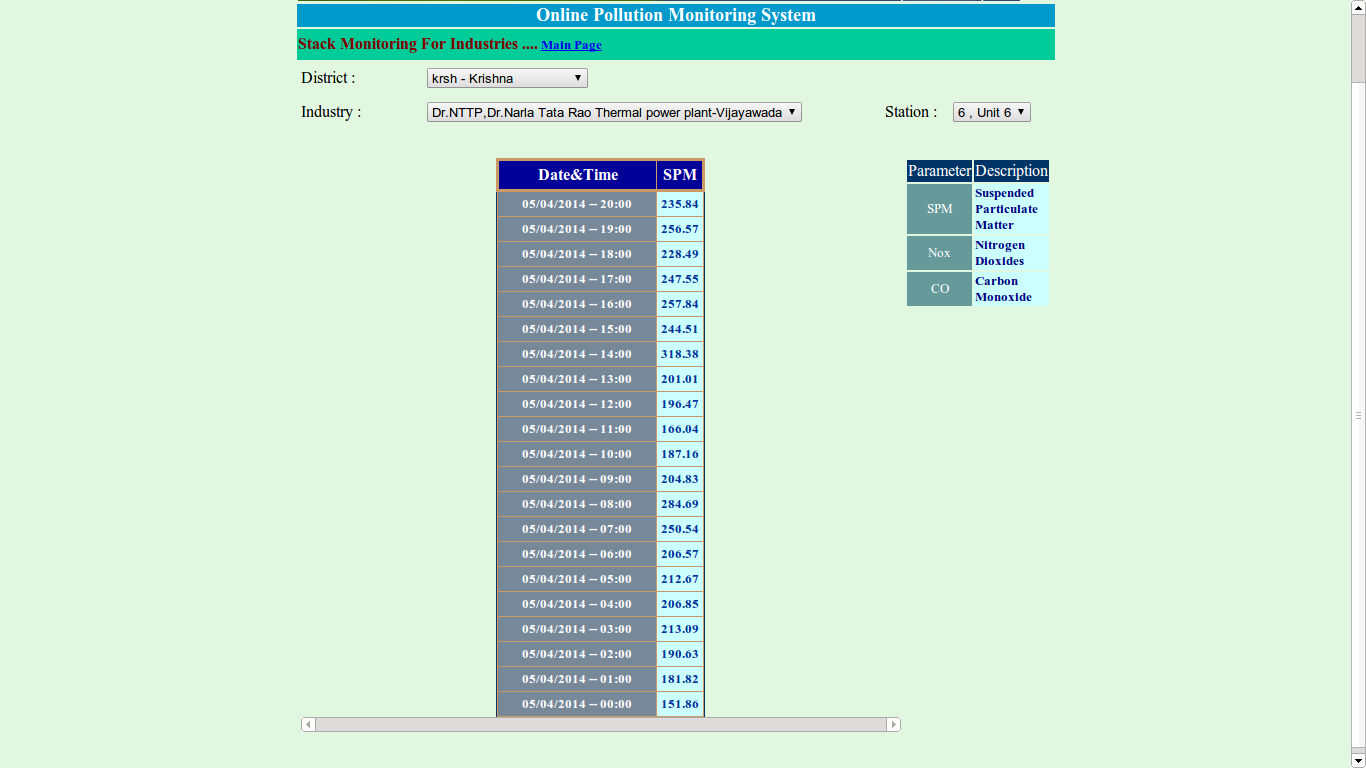 Online Pollution Monitoring System
Stack Monitoring For Industries .... Main Page
District : krsh - Krishna
Industry : Dr.NTTP,Dr.Narla Tata Rao Thermal power plant-Vijayawada Station : 6 , Unit 6
Date&Time SPM
05/04/2014 -- 20:00 235.84
05/04/2014 -- 19:00 256.57
05/04/2014 -- 18:00 228.49
05/04/2014 -- 17:00 247.55
05/04/2014 -- 16:00 257.84
05/04/2014 -- 15:00 244.51
05/04/2014 -- 14:00 318.38
05/04/2014 -- 13:00 201.01
05/04/2014 -- 12:00 196.47
05/04/2014 -- 11:00 166.04
05/04/2014 -- 10:00 187.16
05/04/2014 -- 09:00 204.83
05/04/2014 -- 08:00 284.69
05/04/2014 -- 07:00 250.54
05/04/2014 -- 06:00 206.57
05/04/2014 -- 05:00 212.67
05/04/2014 -- 04:00 206.85
05/04/2014 -- 03:00 213.09
05/04/2014 -- 02:00 190.63
05/04/2014 -- 01:00 181.82
05/04/2014 -- 00:00 151.86
Parameter Description
SPM Suspended
Particulate
Matter
Nox Nitrogen
Dioxides
CO Carbon
Monoxide